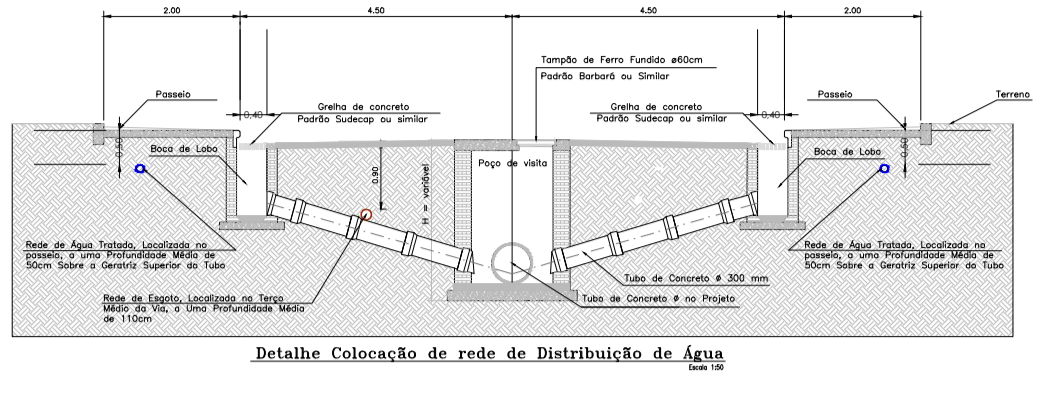 2.00
4.50
4.50
2.00
Tampão de Ferro Fundido ø60cm
Padrão Barbará ou Similar
Passeio
Grelha de concreto
Padrão Sudecap ou similar
0,40
Grelha de concreto
Padrão Sudecap ou similar
0,40
Passeio
Terreno
0,50
Boca de Lobo
0.90
H = variável
Poço de visita
Boca de Lobo
0,50
Rede de Água Tratada, Localizada no
passeio, a uma Profundidade Média de
50cm Sobre a Geratriz Superior do Tubo
Rede de Água Tratada, Localizada no
passeio, a uma Profundidade Média de
50cm Sobre a Geratriz Superior do Tubo
Tubo de Concreto Ø 300 mm
Rede de Esgoto, Localizada no Terço
Médio da Via, a Uma Profundidade Média
de 110cm
Tubo de Concreto Ø no Projeto
Detalhe Colocação de rede de Distribuição de Água
Escala 1:50